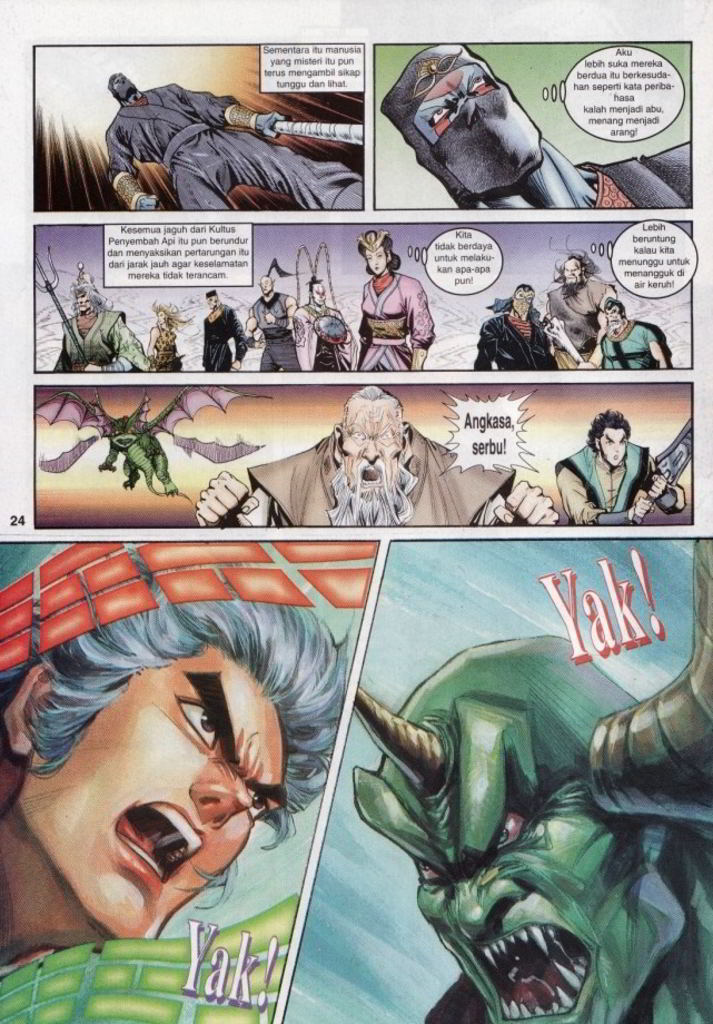 Sementara itu manusia
yang misteri itu pun
terus mengambil sikap
tunggu dan lihat.
Aku
lebih suka mereka
berdua itu berkesuda-
han seperti kata periba-
hasa
kalah menjadi abu,
menang menjadi
arang!
Kesemua jaguh dari Kultus
Penyembah Api itu pun berundur
dan menyaksikan pertarungan itu
dari jarak jauh agar keselamatan
mereka tidak terancam.
Kita
tidak berdaya
untuk melaku-
kan apa-apa
pun!
Lebih
beruntung
kalau kita
menunggu untuk
menangguk di
air keruh!
Angkasa,
serbu!
24
Yak!
Yak!